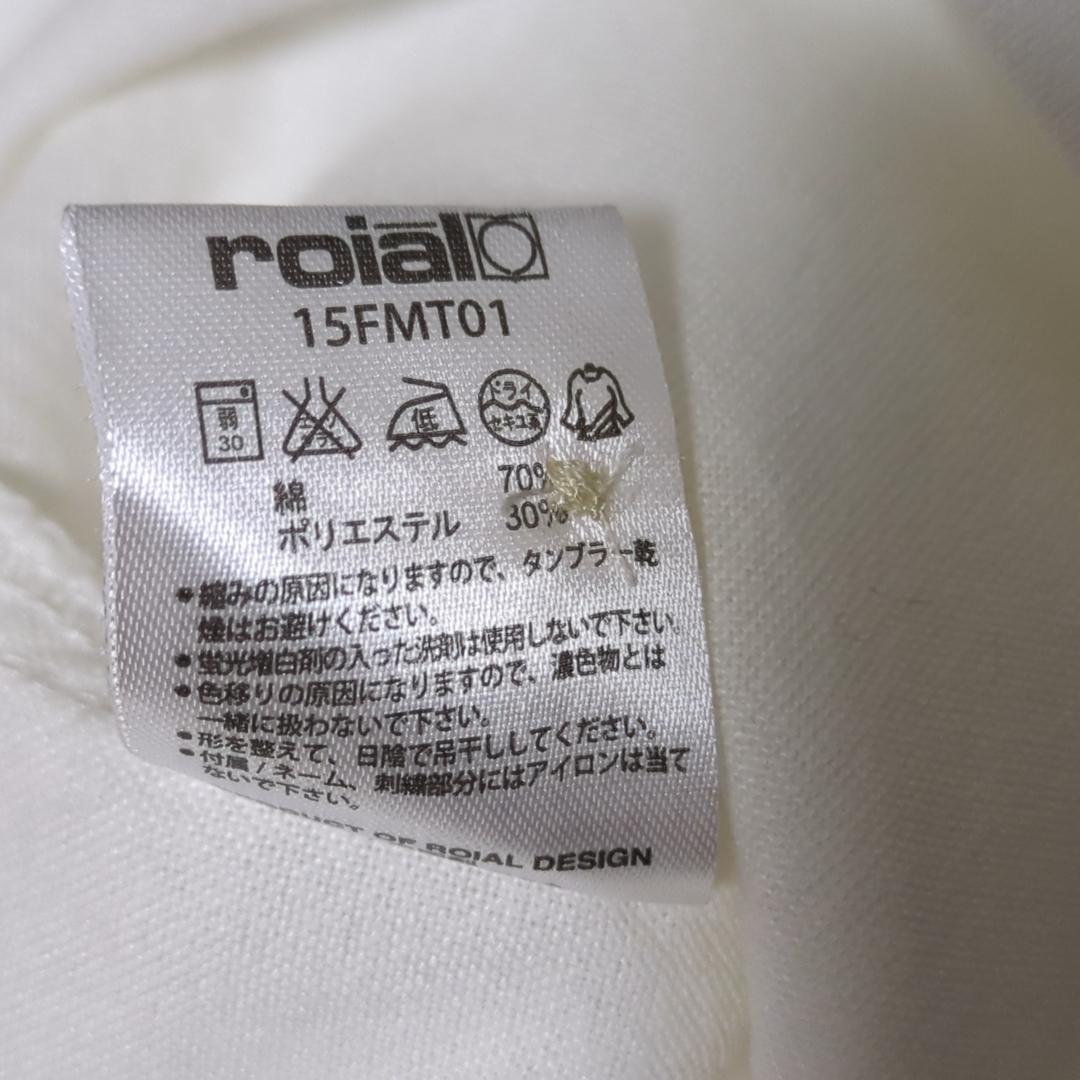 roial
15FMT01
弱
30
低
ドライ
セキユ系
綿 70%
ポリエステル 30%
• 縮みの原因になりますので、タンブラー乾
燥はお避けください。
• 蛍光増白剤の入った洗剤は使用しないで下さい。
• 色移りの原因になりますので、濃色物とは
一緒に扱わないで下さい。
• 形を整えて、日陰で吊干ししてください。
• 付属/ネーム、刺繍部分にはアイロンは当て
ないで下さい。
OF ROIAL DESIGN